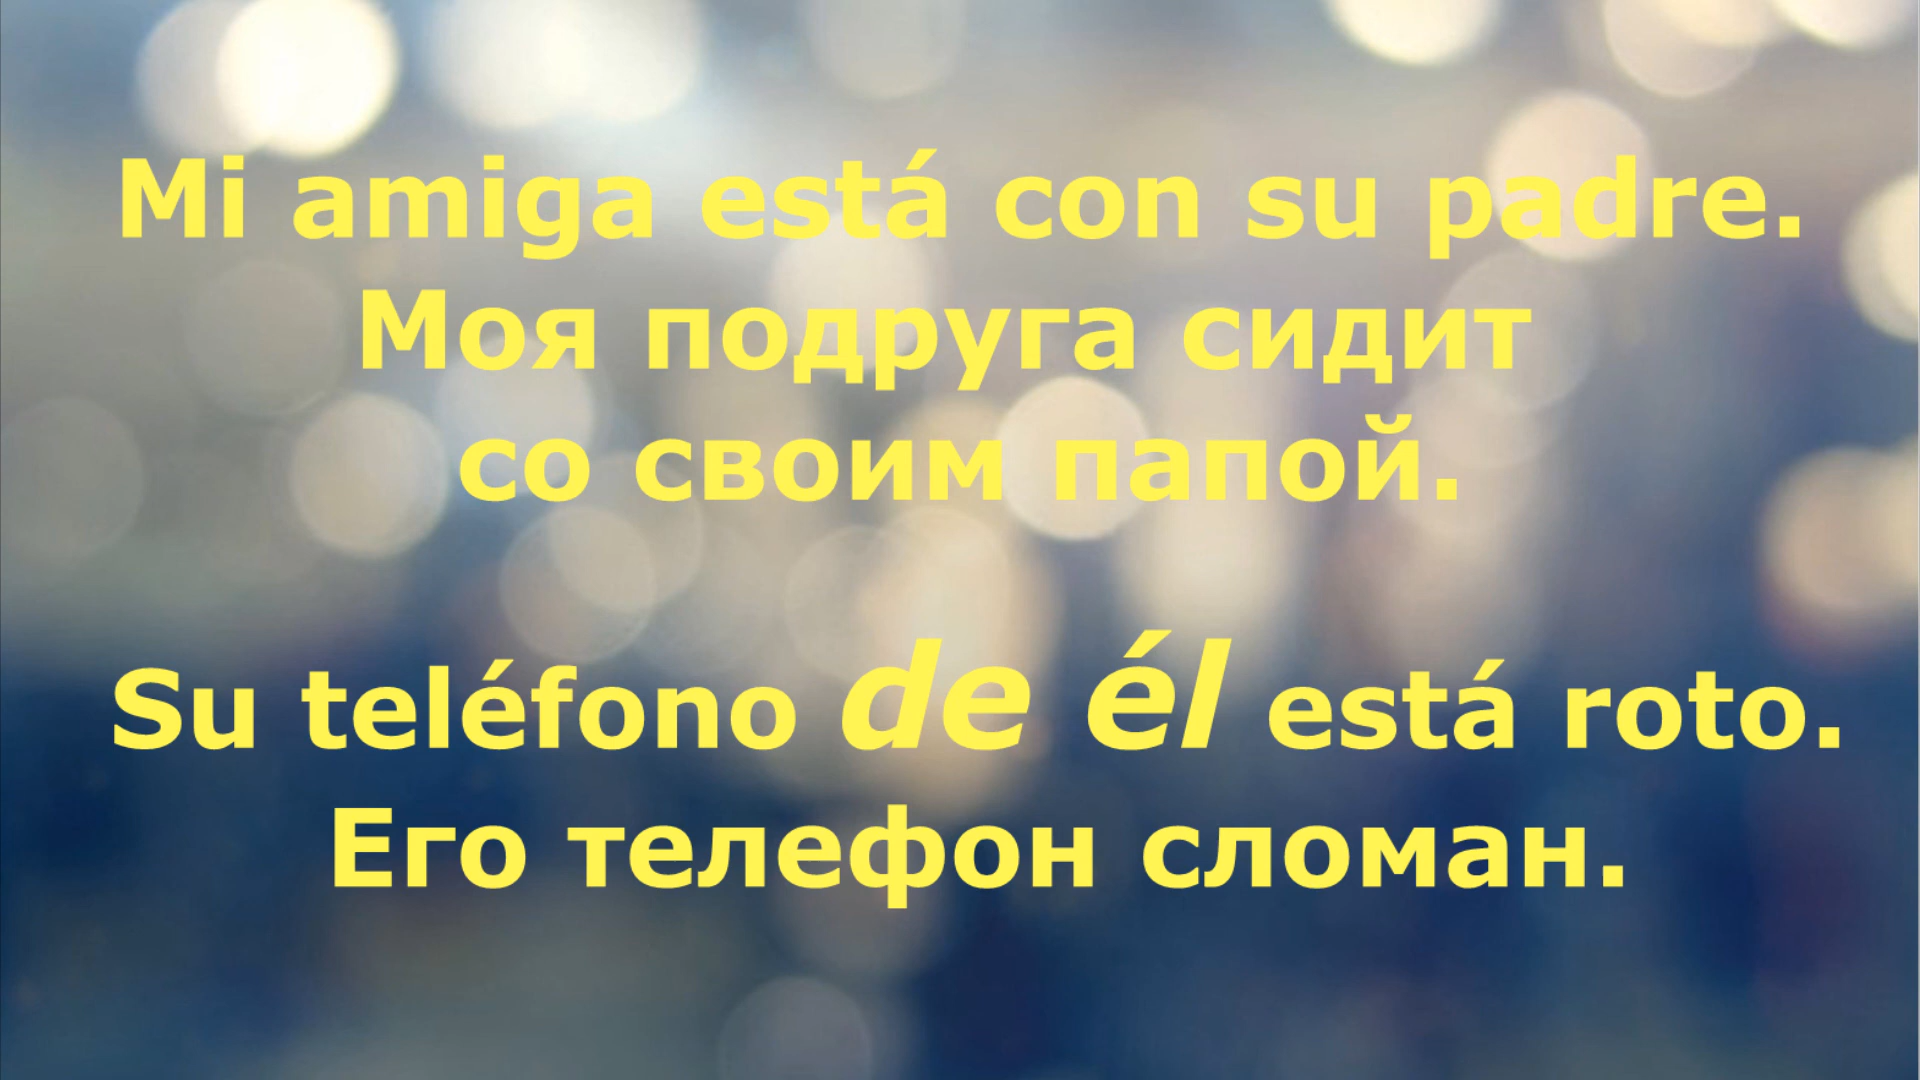 Mi amiga está con su padre.
Моя подруга сидит
со своим папой.
Su teléfono de él está roto.
Его телефон сломан.